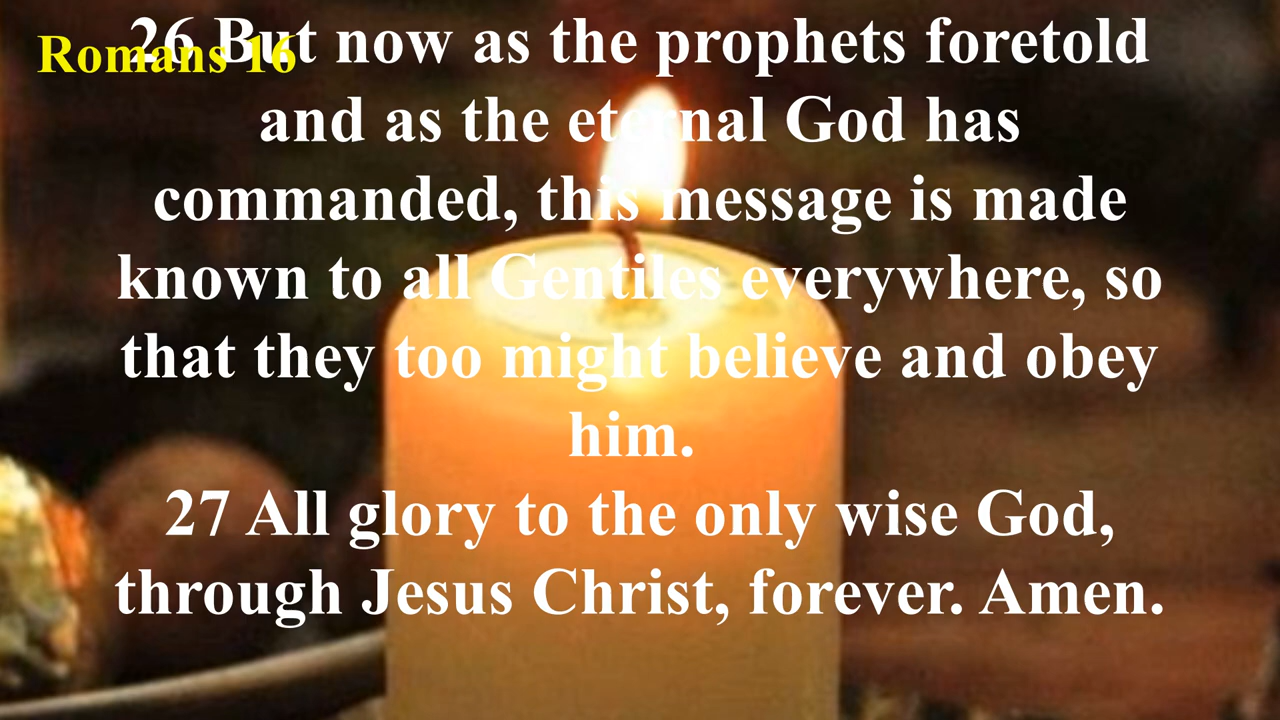 Romans 16
26 But now as the prophets foretold
and as the eternal God has
commanded, this message is made
known to all Gentiles everywhere, so
that they too might believe and obey
him.
27 All glory to the only wise God,
through Jesus Christ, forever. Amen.